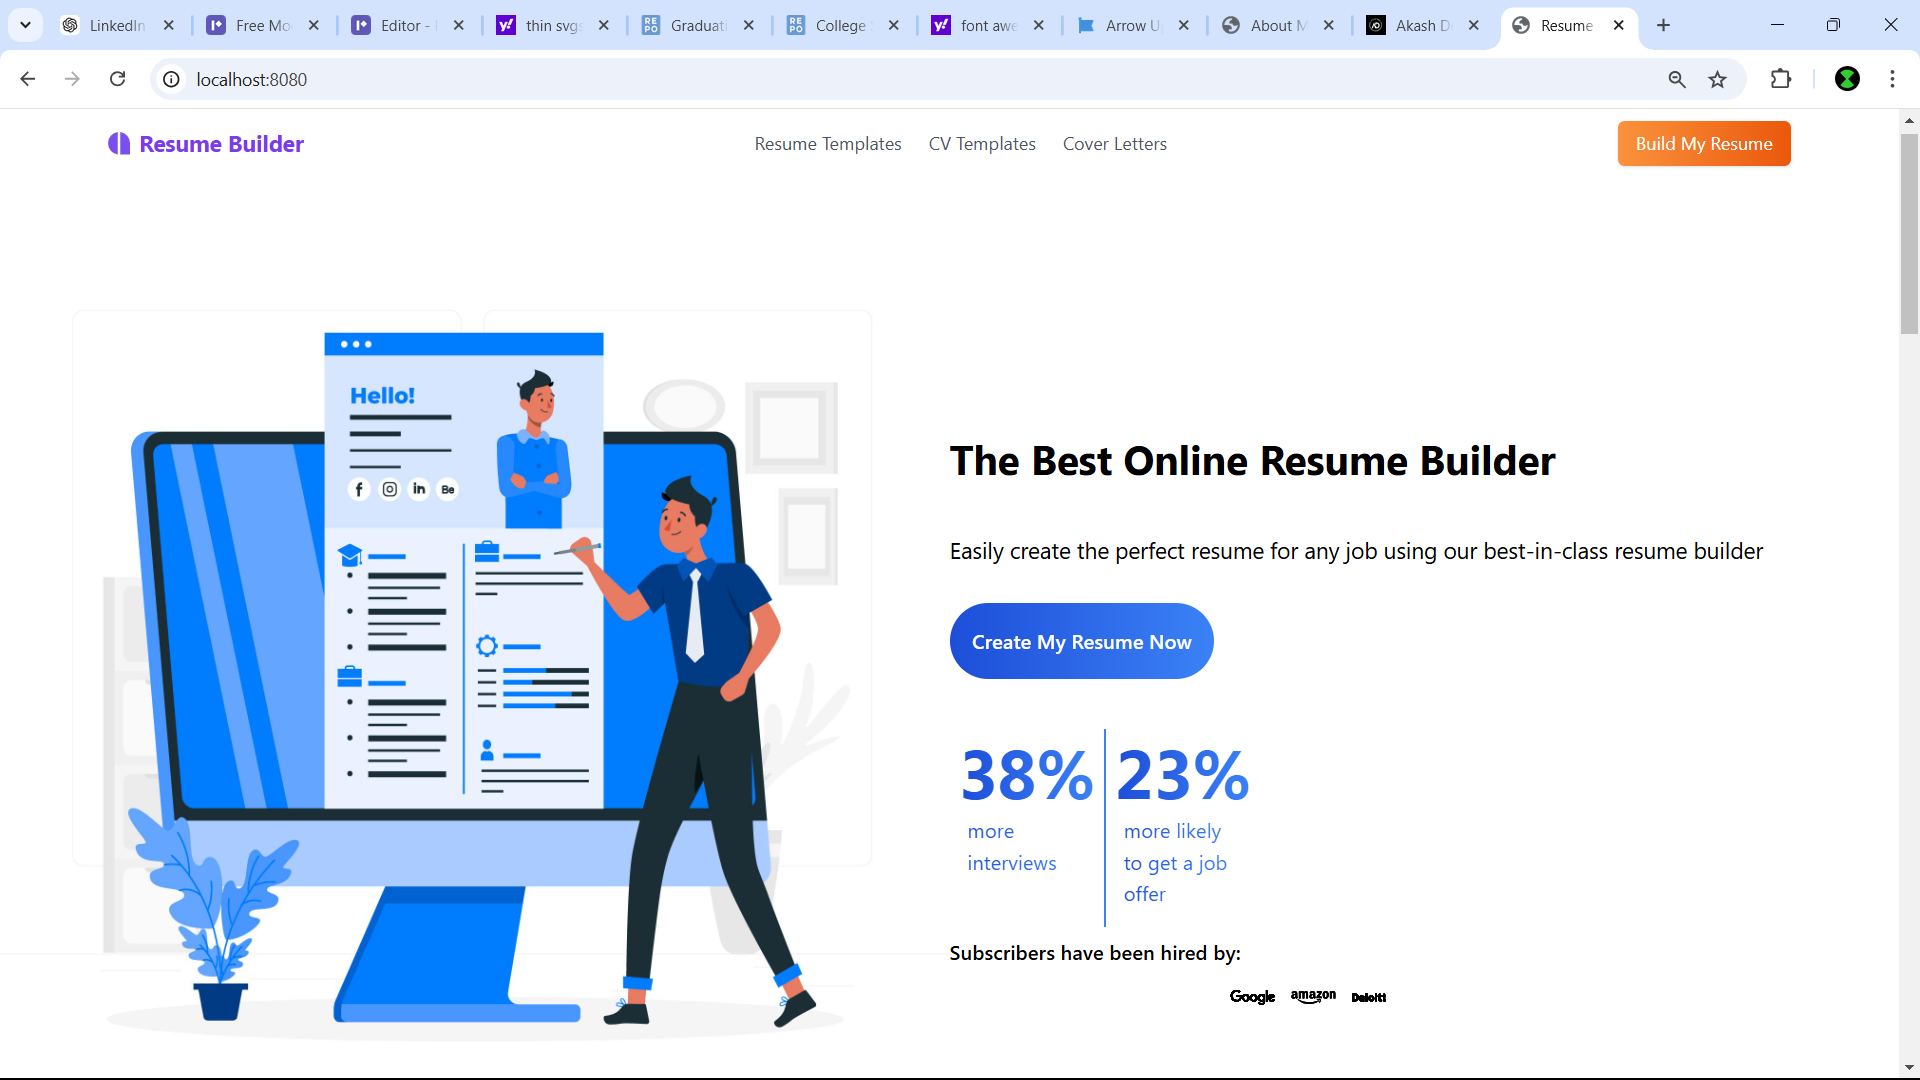 LinkedIn
Free Mo
Editor -
thin svgs
Graduat
College
font awe
Arrow U
About M
Akash D
Resume
localhost:8080
Resume Builder
Resume Templates
CV Templates
Cover Letters
Build My Resume
Hello!
in
Be
The Best Online Resume Builder
Easily create the perfect resume for any job using our best-in-class resume builder
Create My Resume Now
38%
more
interviews
23%
more likely
to get a job
offer
Subscribers have been hired by:
Google amazon Deloitt